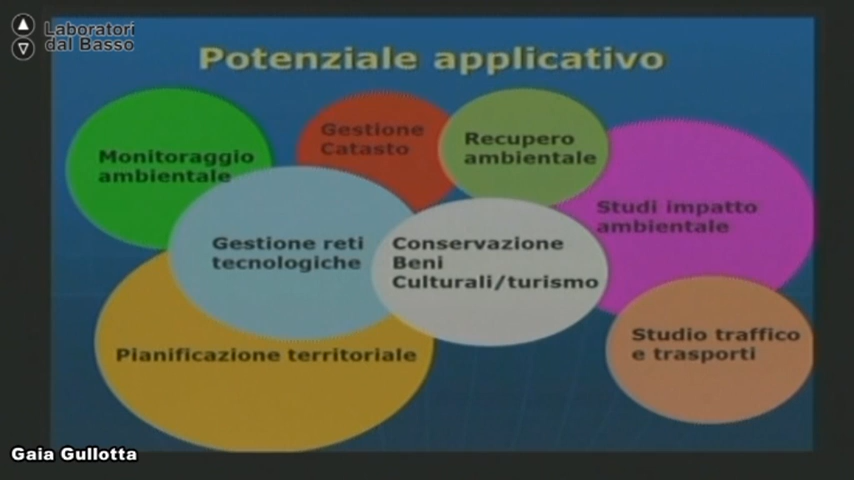 Laboratori
dal Basso
Potenziale applicativo
Monitoraggio
ambientale
Gestione
Catasto
Recupero
ambientale
Studi impatto
ambientale
Gestione reti
tecnologiche
Conservazione
Beni
Culturali/turismo
Studio traffico
e trasporti
Pianificazione territoriale
Gaia Gullotta